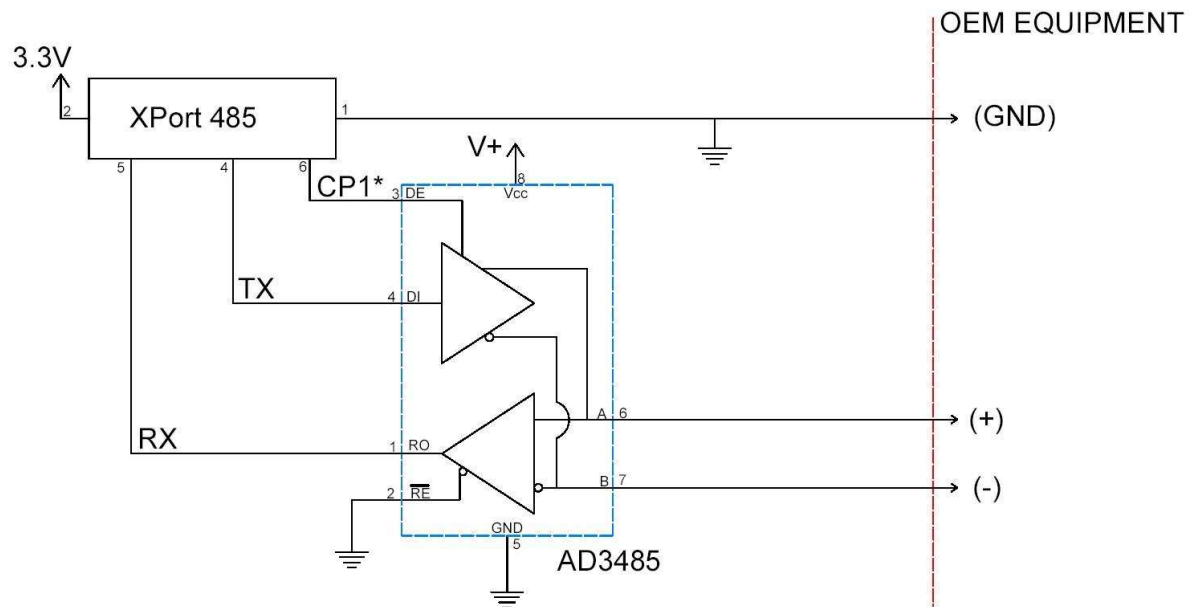 OEM EQUIPMENT
3.3V
2
XPort 485
1
(GND)
5
4
6
V+
8
Vcc
CP1*
3
DE
TX
4
DI
A
6
(+)
RX
1
RO
B
7
(-)
2
RE
GND
5
AD3485